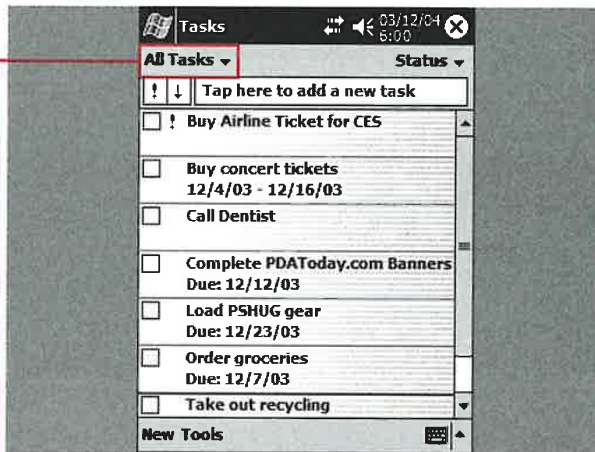 Tasks
03/12/04
6:00
All Tasks
Status
! ↓ Tap here to add a new task
! Buy Airline Ticket for CES
Buy concert tickets
12/4/03 - 12/16/03
Call Dentist
Complete PDAToday.com Banners
Due: 12/12/03
Load PSHUG gear
Due: 12/23/03
Order groceries
Due: 12/7/03
Take out recycling
New Tools